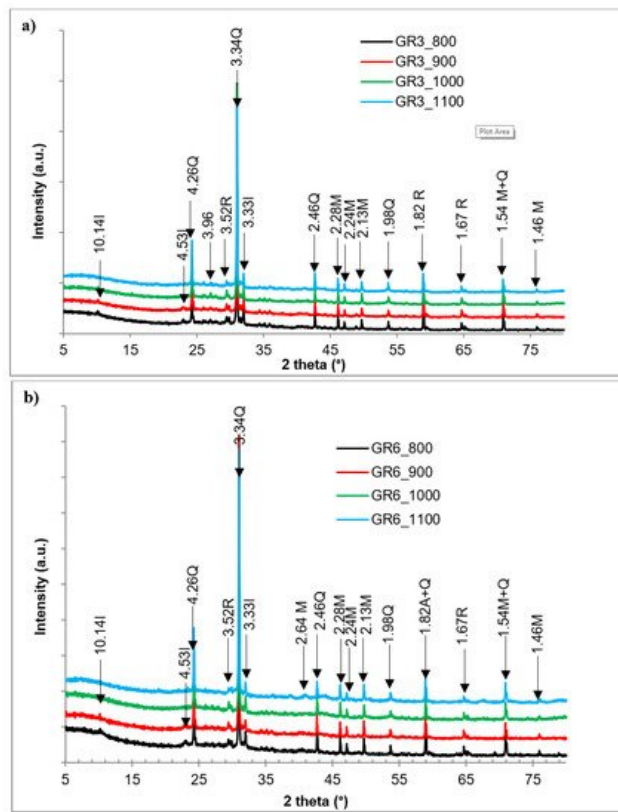 a)
GR3_800
GR3_900
GR3_1000
GR3_1100
Plot Area
10.14I
4.53I
4.26Q
3.96
3.52R
3.34Q
3.33I
2.46Q
2.28M
2.24M
2.13M
1.98Q
1.82 R
1.67 R
1.54 M+Q
1.46 M
Intensity (a.u.)
5 15 25 35 45 55 65 75
2 theta (°)
b)
GR6_800
GR6_900
GR6_1000
GR6_1100
10.14I
4.53I
4.26Q
3.52R
3.34Q
3.33I
2.64 M
2.46Q
2.28M
2.24M
2.13M
1.98Q
1.82A+Q
1.67R
1.54M+Q
1.46M
Intensity (a.u.)
5 15 25 35 45 55 65 75
2 theta (°)